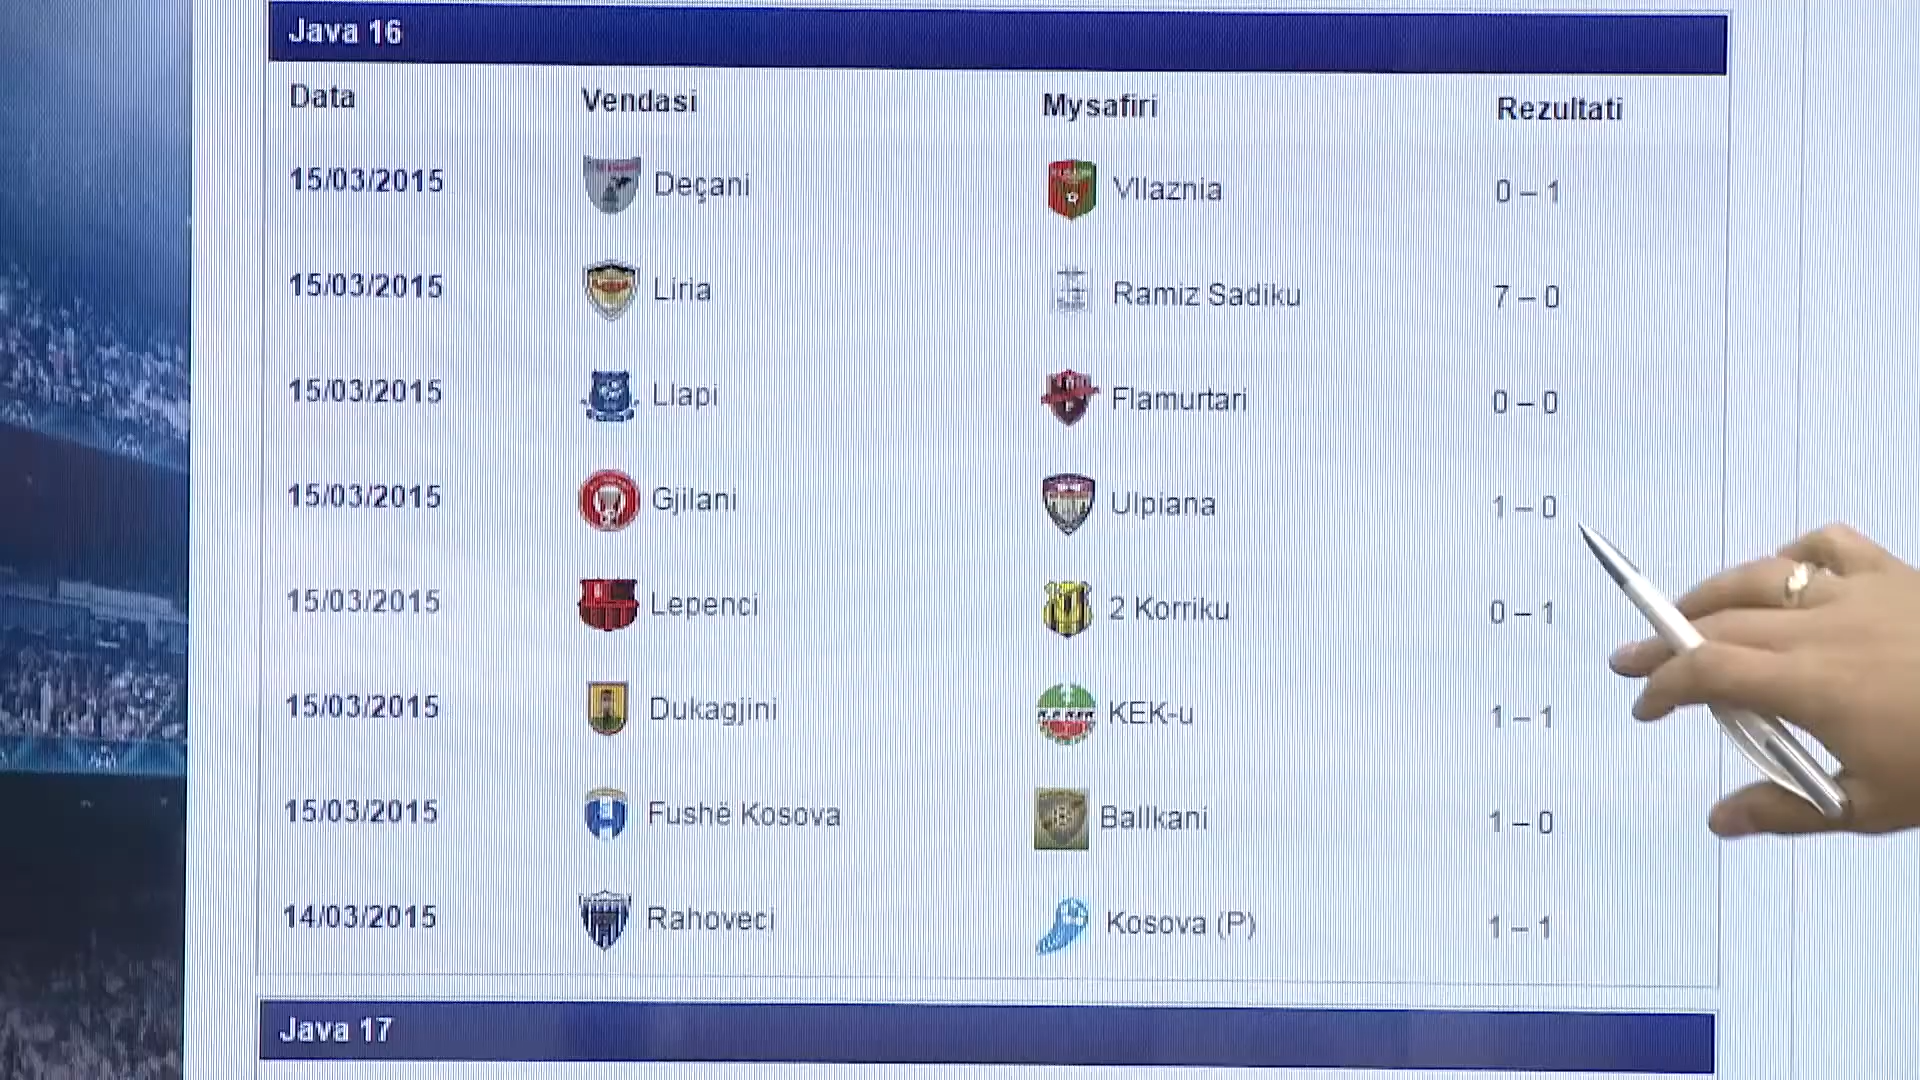 Java 16
Data Vendasi Mysafiri Rezultati
15/03/2015 Deçani Vllaznia 0 – 1
15/03/2015 Liria Ramiz Sadiku 7 – 0
15/03/2015 Llapi Flamurtari 0 – 0
15/03/2015 Gjilani Ulpiana 1 – 0
15/03/2015 Lepenci 2 Korriku 0 – 1
15/03/2015 Dukagjini KEK-u 1 – 1
15/03/2015 Fushë Kosova Ballkani 1 – 0
14/03/2015 Rahoveci Kosova (P) 1 – 1
Java 17